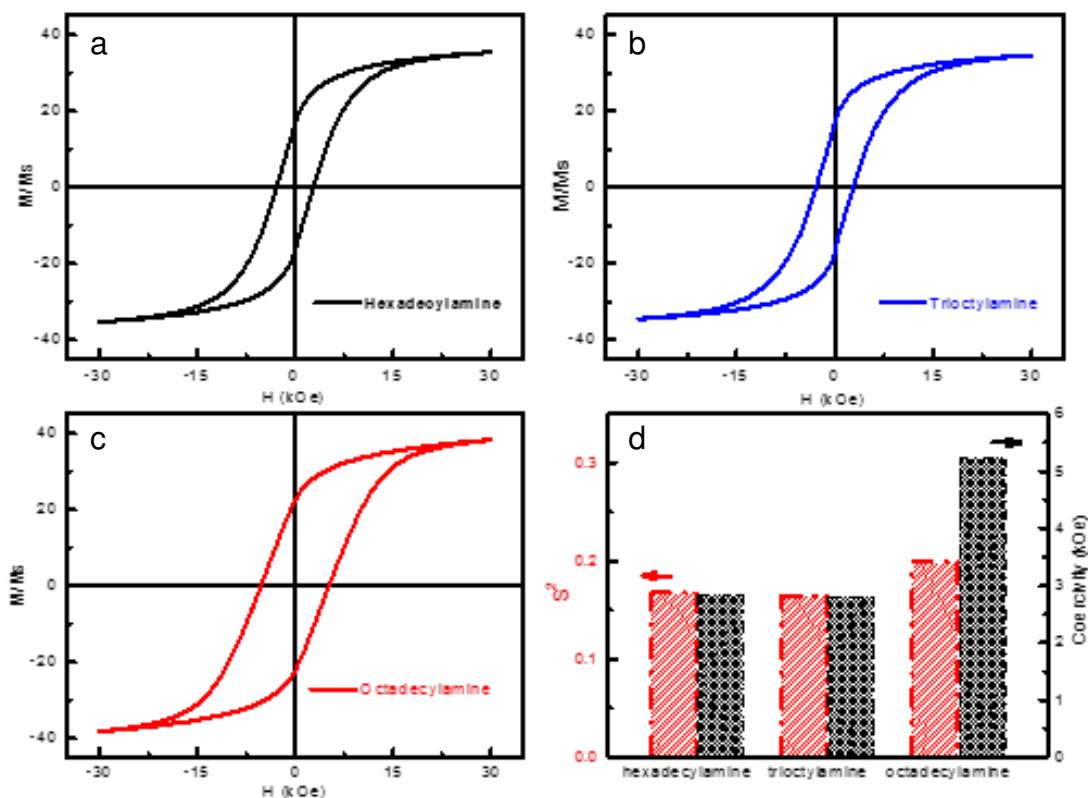 a
40
20
0
-20
-40
M/Ms
Hexadeoylamine
-30
-15
0
15
30
H (kOe)
b
40
20
0
-20
-40
M/Ms
Trioctylamine
-30
-15
0
15
30
H (kOe)
c
40
20
0
-20
-40
M/Ms
Octadecylamine
-30
-15
0
15
30
H (kOe)
d
0.3
0.2
0.1
0.0
S²
6
5
4
3
2
1
0
Coercivity (kOe)
hexadecylamine trioctylamine octadecylamine